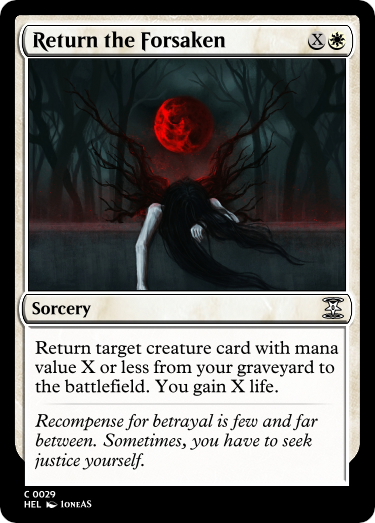 Return the Forsaken X
Sorcery
Return target creature card with mana
value X or less from your graveyard to
the battlefield. You gain X life.
Recompense for betrayal is few and far
between. Sometimes, you have to seek
justice yourself.
C 0029
HEL IONEAS